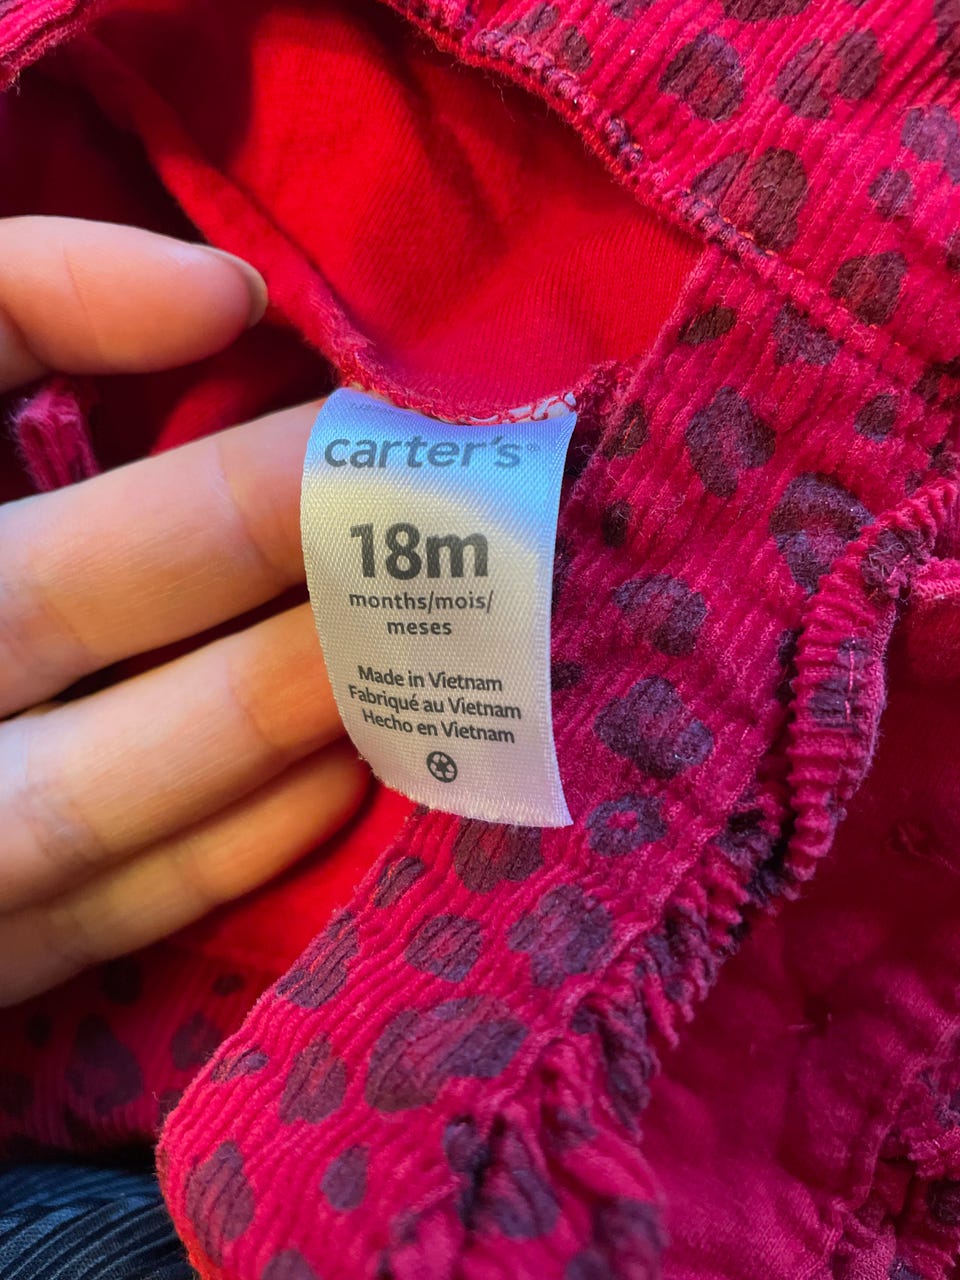 carter's®
18m
months/mois/
meses
Made in Vietnam
Fabriqué au Vietnam
Hecho en Vietnam